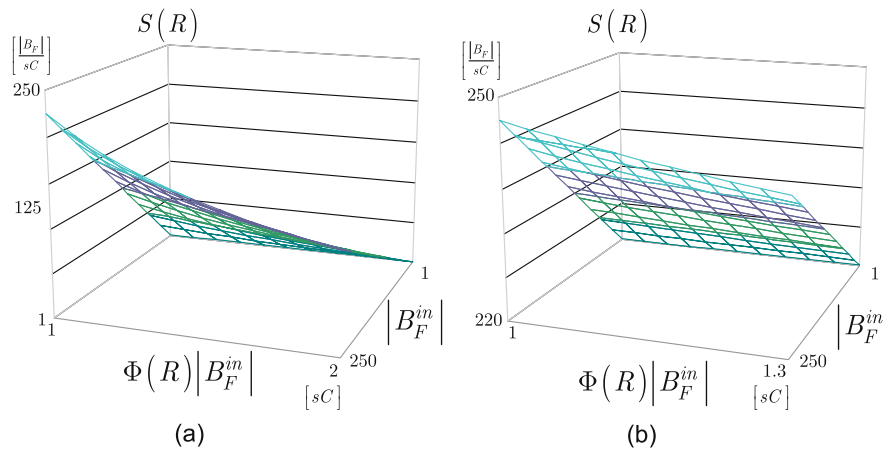 S(R)
[|B_F|/sC]
250
125
1
1
Φ(R)|B_F^{in}|
2
[sC]
250
|B_F^{in}|
1
(a)
S(R)
[|B_F|/sC]
250
220
1
Φ(R)|B_F^{in}|
1.3
[sC]
250
|B_F^{in}
1
(b)